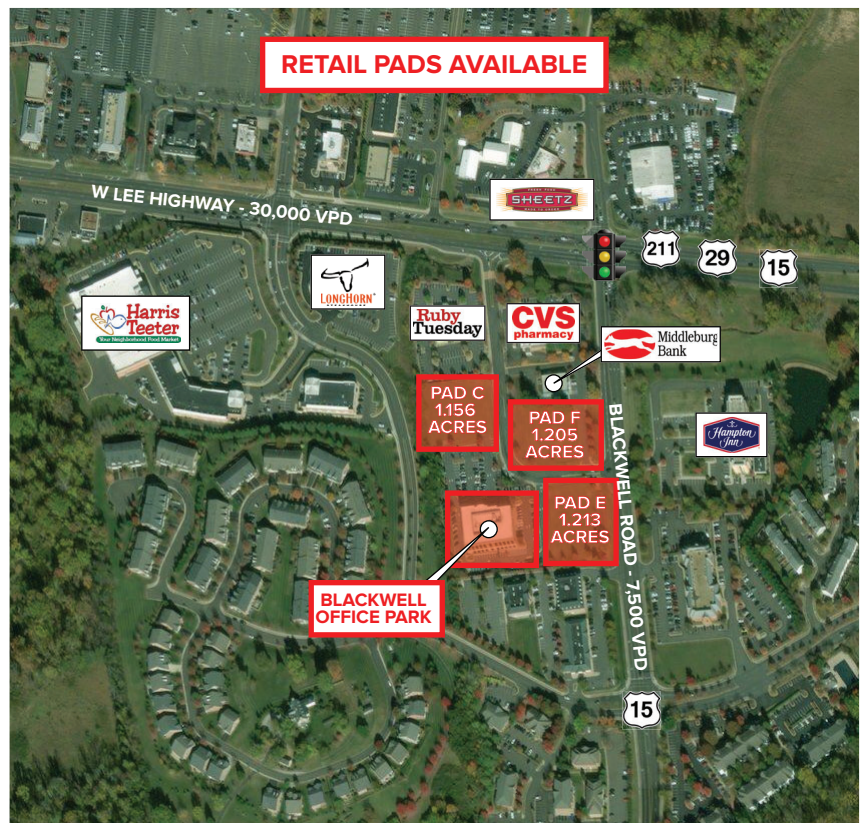 RETAIL PADS AVAILABLE
W LEE HIGHWAY - 30,000 VPD
SHEETZ
211
29
15
Harris
Teeter
Your Neighborhood Food Market
LONGHORN
Ruby
Tuesday
CVS
pharmacy
Middleburg
Bank
PAD C
1.156
ACRES
PAD F
1.205
ACRES
Hampton
Inn
BLACKWELL ROAD - 7,500 VPD
PAD E
1.213
ACRES
BLACKWELL
OFFICE PARK
15